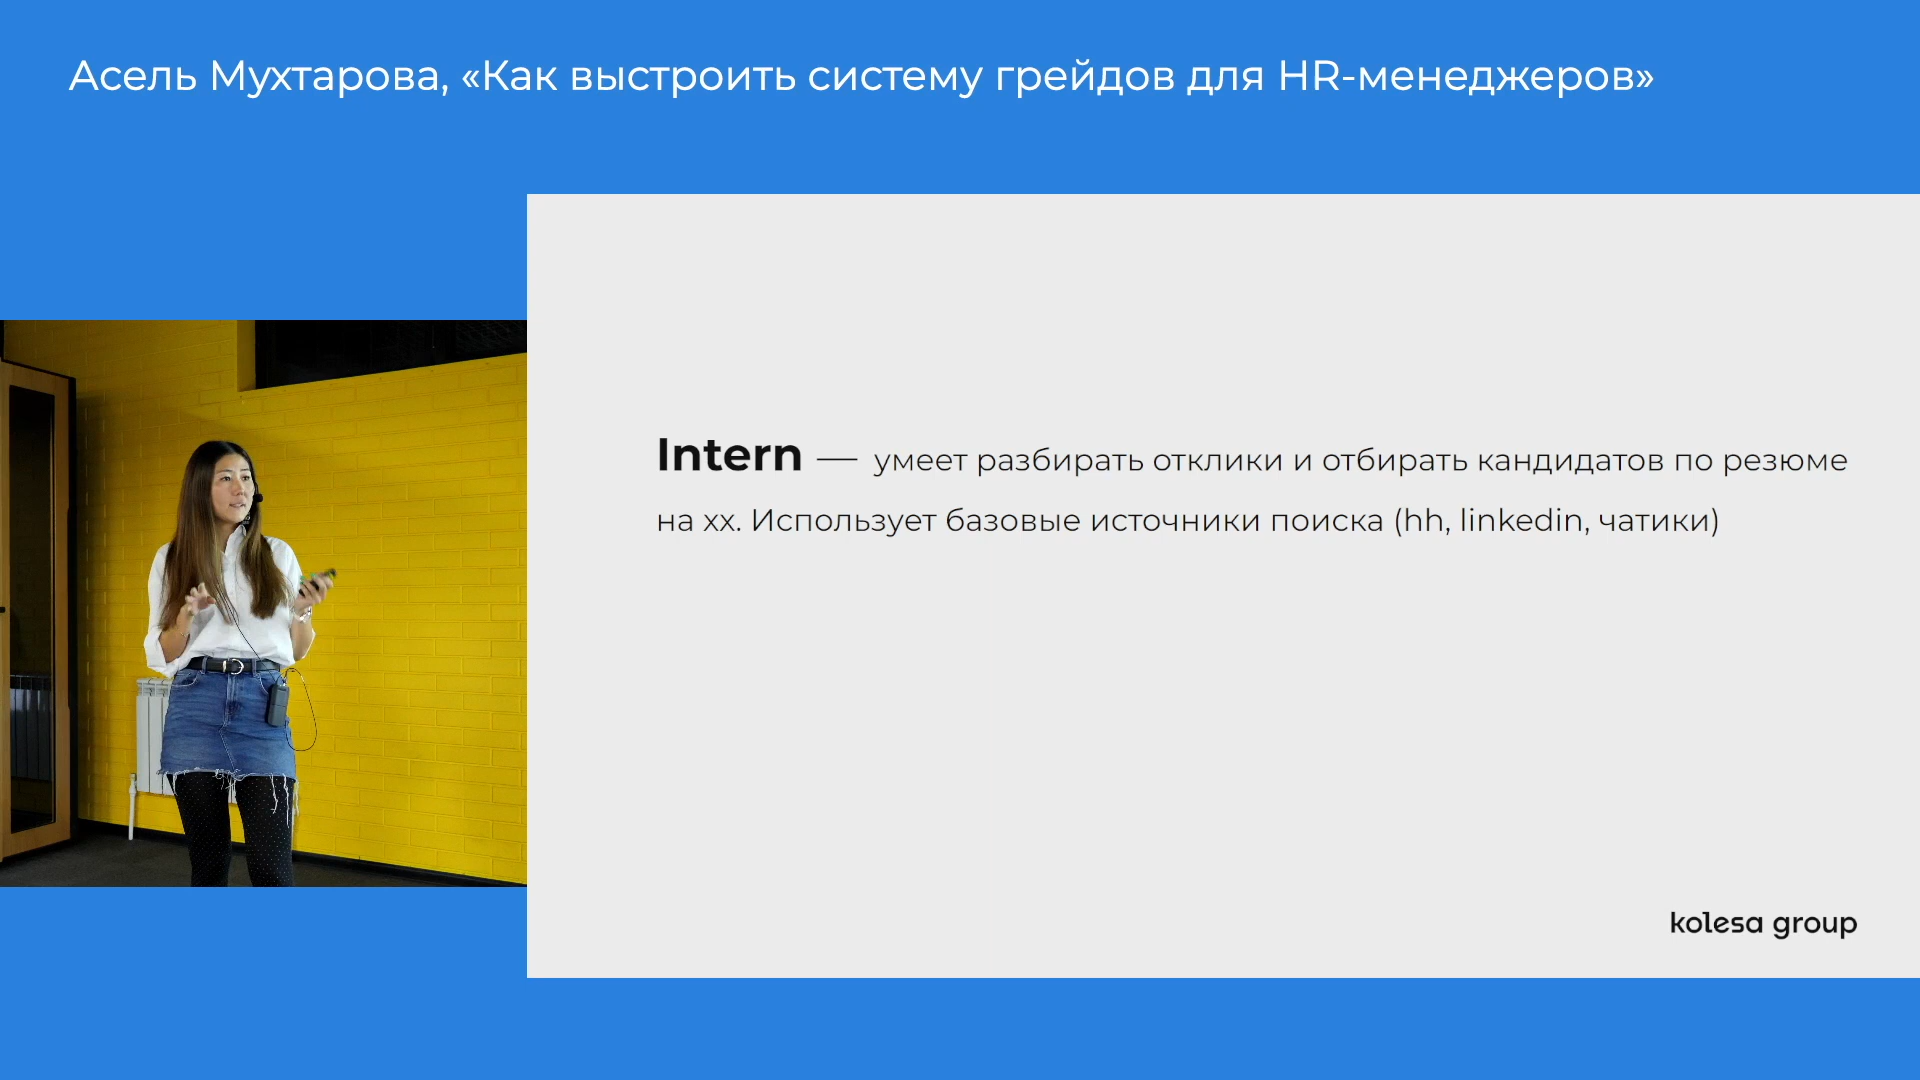 Асель Мухтарова, «Как выстроить систему грейдов для HR-менеджеров»
Intern — умеет разбирать отклики и отбирать кандидатов по резюме
на хх. Использует базовые источники поиска (hh, linkedin, чатики)
kolesa group